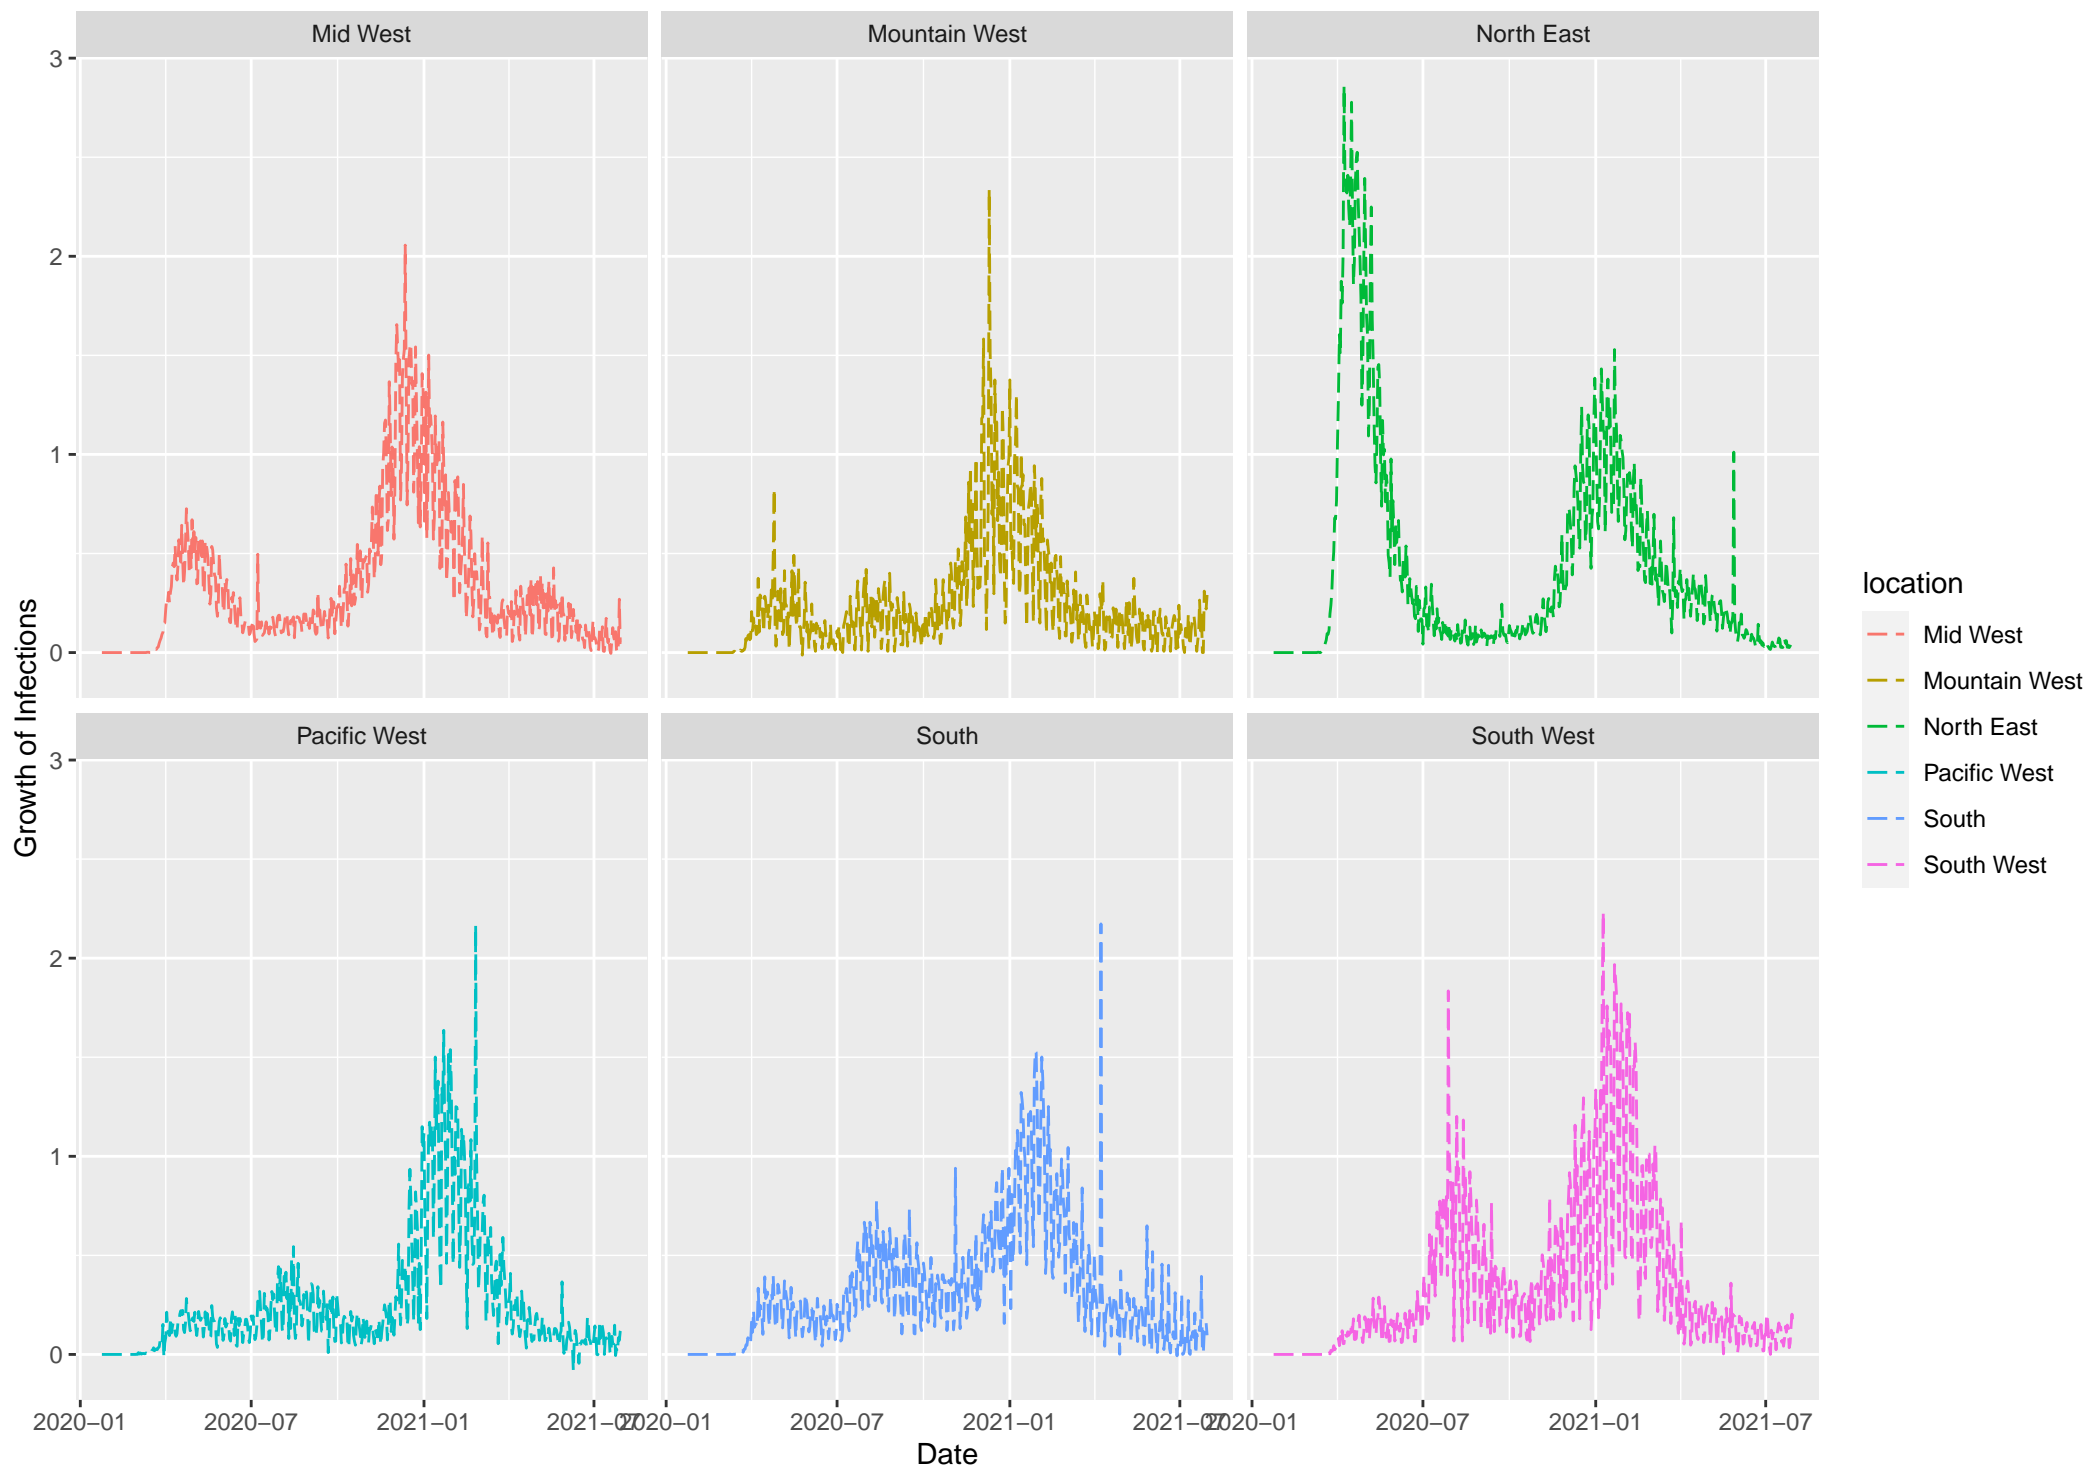 Mid West
Mountain West
North East
3
2
1
0
Growth of Infections
Pacific West
South
South West
3
2
1
0
2020–01
2020–07
2021–01
2021–07
2020–01
2020–07
2021–01
2021–07
2020–01
2020–07
2021–01
2021–07
Date
location
Mid West
Mountain West
North East
Pacific West
South
South West